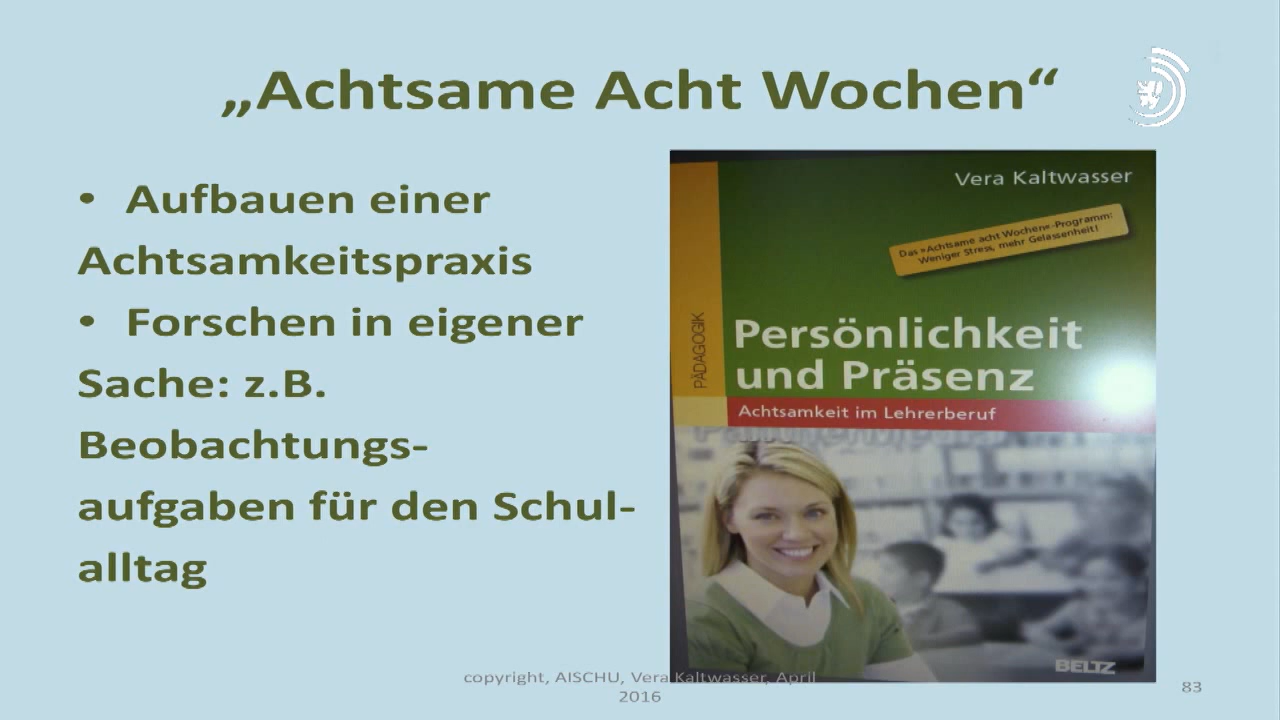 „Achtsame Acht Wochen“
• Aufbauen einer
Achtsamkeitspraxis
• Forschen in eigener
Sache: z.B.
Beobachtungs-
aufgaben für den Schul-
alltag
Vera Kaltwasser
Das »Achtsame acht Wochen«-Programm:
Weniger Stress, mehr Gelassenheit!
PÄDAGOGIK
Persönlichkeit
und Präsenz
Achtsamkeit im Lehrerberuf
BELTZ
copyright, AISCHU, Vera Kaltwasser, April
2016
83